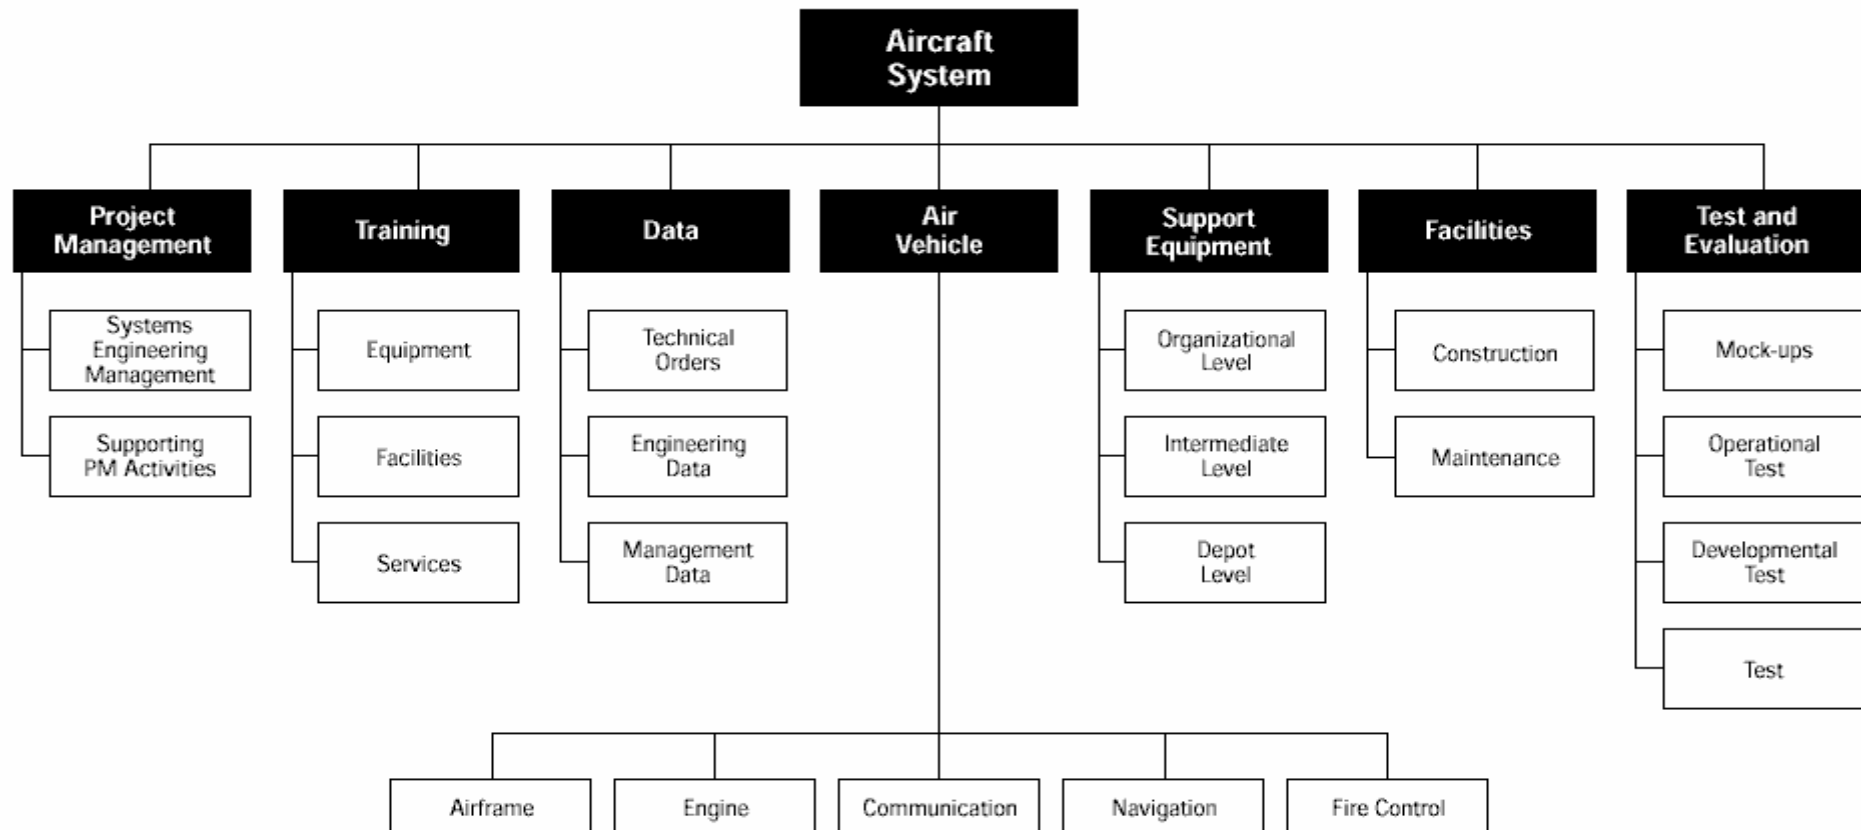 Aircraft
System
Project
Management
Training
Data
Air
Vehicle
Support
Equipment
Facilities
Test and
Evaluation
Systems
Engineering
Management
Supporting
PM Activities
Equipment
Facilities
Services
Technical
Orders
Engineering
Data
Management
Data
Organizational
Level
Intermediate
Level
Depot
Level
Construction
Maintenance
Mock-ups
Operational
Test
Developmental
Test
Test
Airframe
Engine
Communication
Navigation
Fire Control